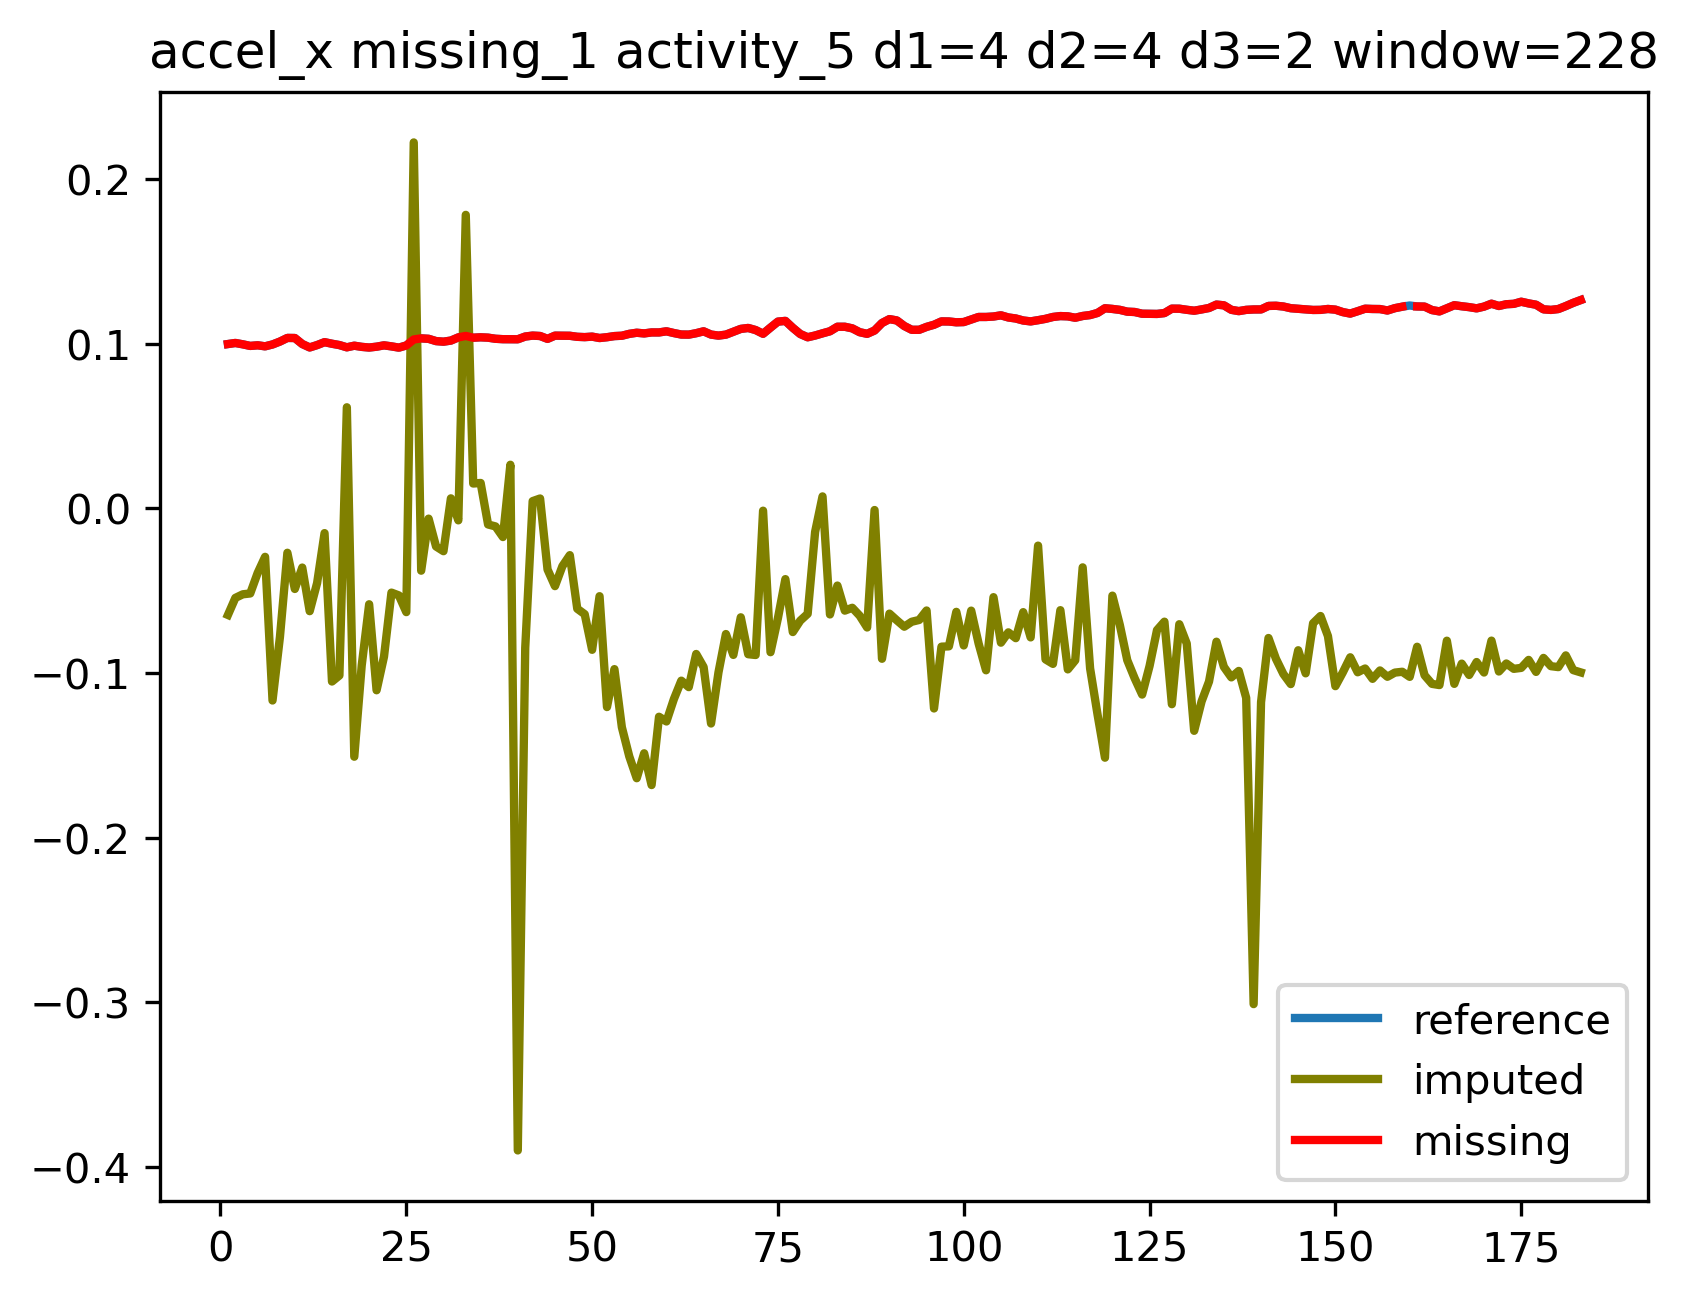 accel_x missing_1 activity_5 d1=4 d2=4 d3=2 window=228
0.2
0.1
0.0
−0.1
−0.2
−0.3
−0.4
0 25 50 75 100 125 150 175
reference
imputed
missing